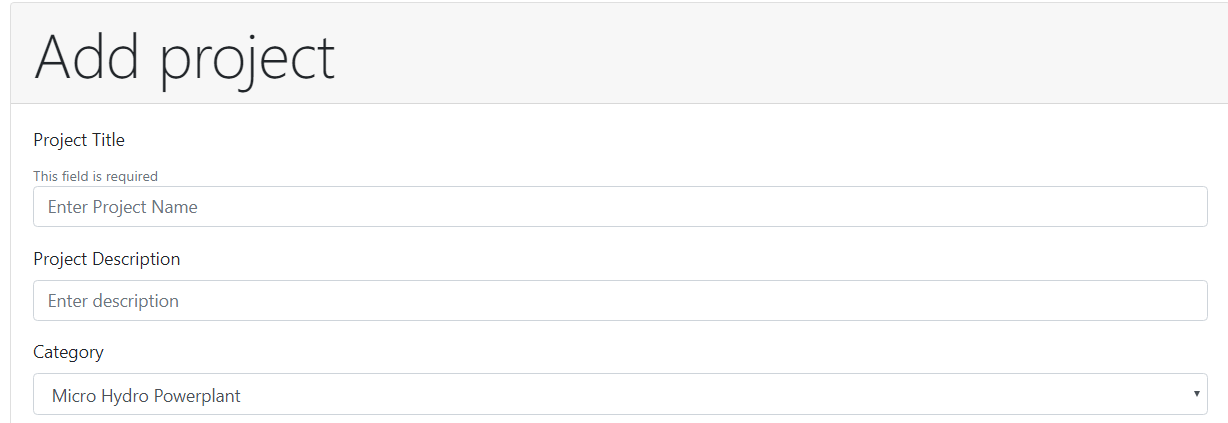 Add project
Project Title
This field is required
Enter Project Name
Project Description
Enter description
Category
Micro Hydro Powerplant